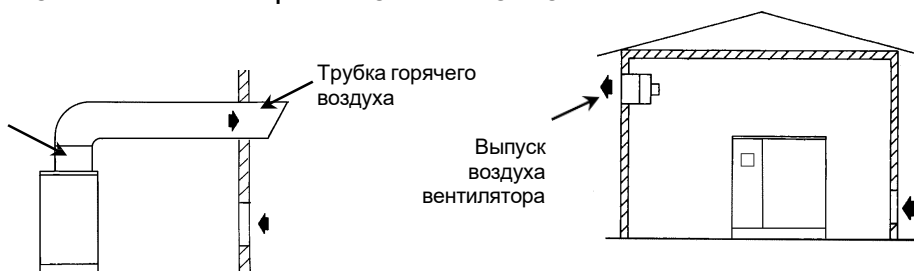 Трубка горячего
воздуха
Выпуск
воздуха
вентилятора